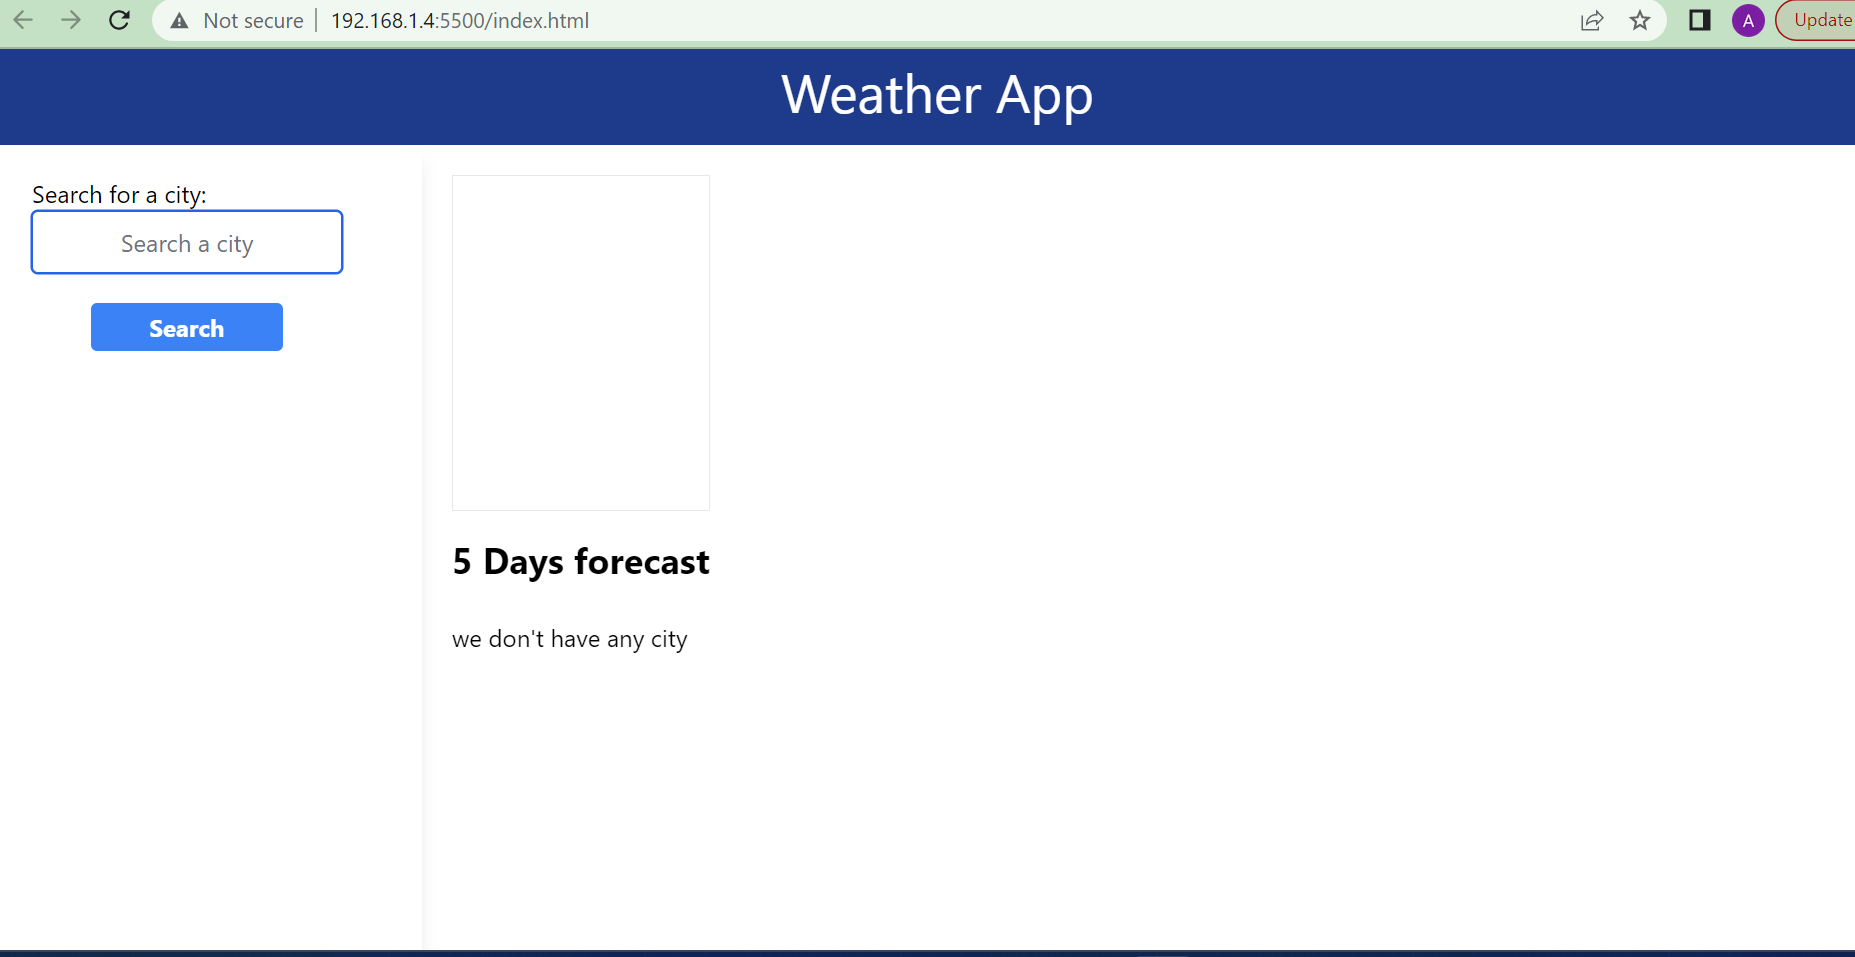 Not secure 192.168.1.4:5500/index.html
A
Update
Weather App
Search for a city:
Search a city
Search
5 Days forecast
we don't have any city